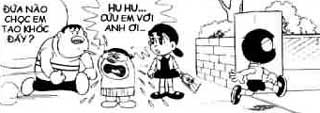 ĐỨA NÀO
CHỌC EM
TAO KHÓC
ĐẤY?
HU HU...
CỨU EM VỚI
ANH ƠI...